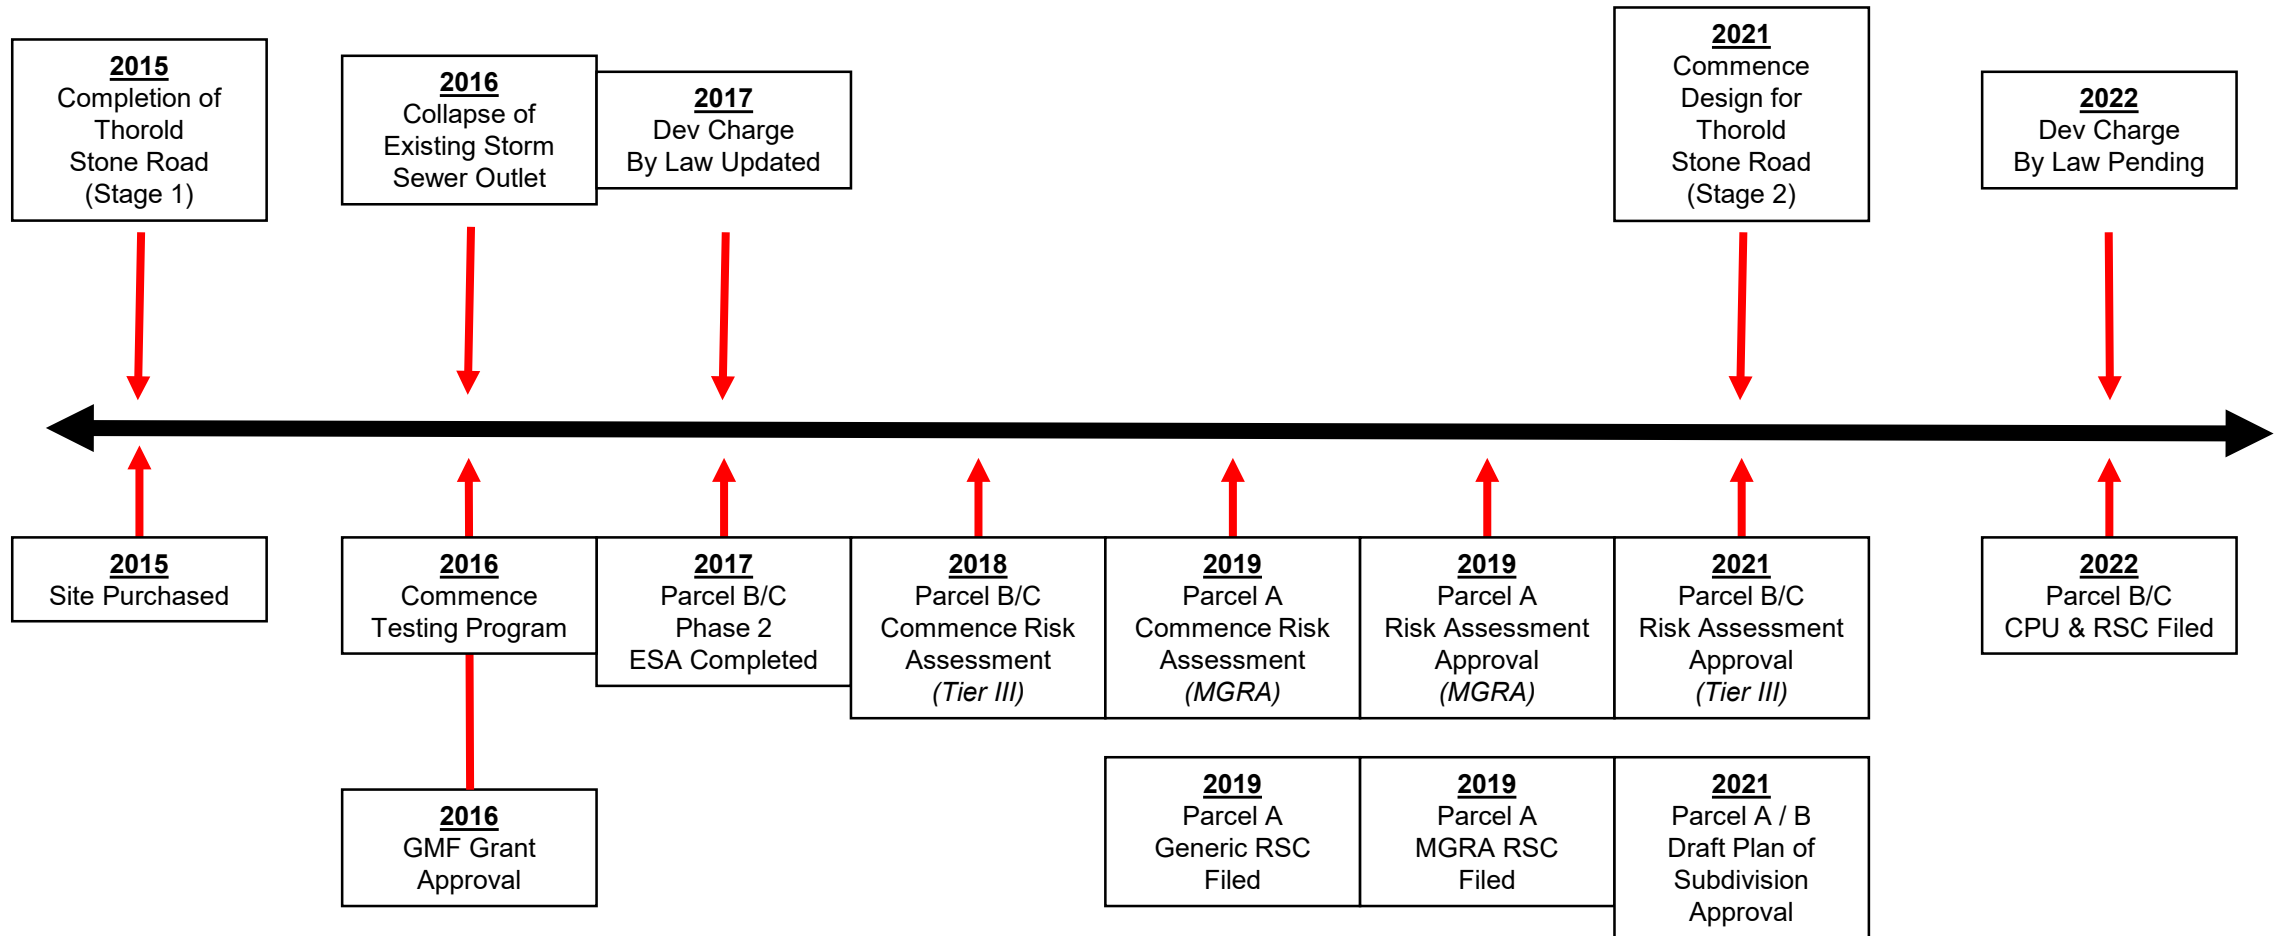 2015
Completion of
Thorold
Stone Road
(Stage 1)
2016
Collapse of
Existing Storm
Sewer Outlet
2017
Dev Charge
By Law Updated
2021
Commence
Design for
Thorold
Stone Road
(Stage 2)
2022
Dev Charge
By Law Pending
2015
Site Purchased
2016
Commence
Testing Program
2017
Parcel B/C
Phase 2
ESA Completed
2018
Parcel B/C
Commence Risk
Assessment
(Tier III)
2019
Parcel A
Commence Risk
Assessment
(MGRA)
2019
Parcel A
Risk Assessment
Approval
(MGRA)
2021
Parcel B/C
Risk Assessment
Approval
(Tier III)
2022
Parcel B/C
CPU & RSC Filed
2016
GMF Grant
Approval
2019
Parcel A
Generic RSC
Filed
2019
Parcel A
MGRA RSC
Filed
2021
Parcel A / B
Draft Plan of
Subdivision
Approval